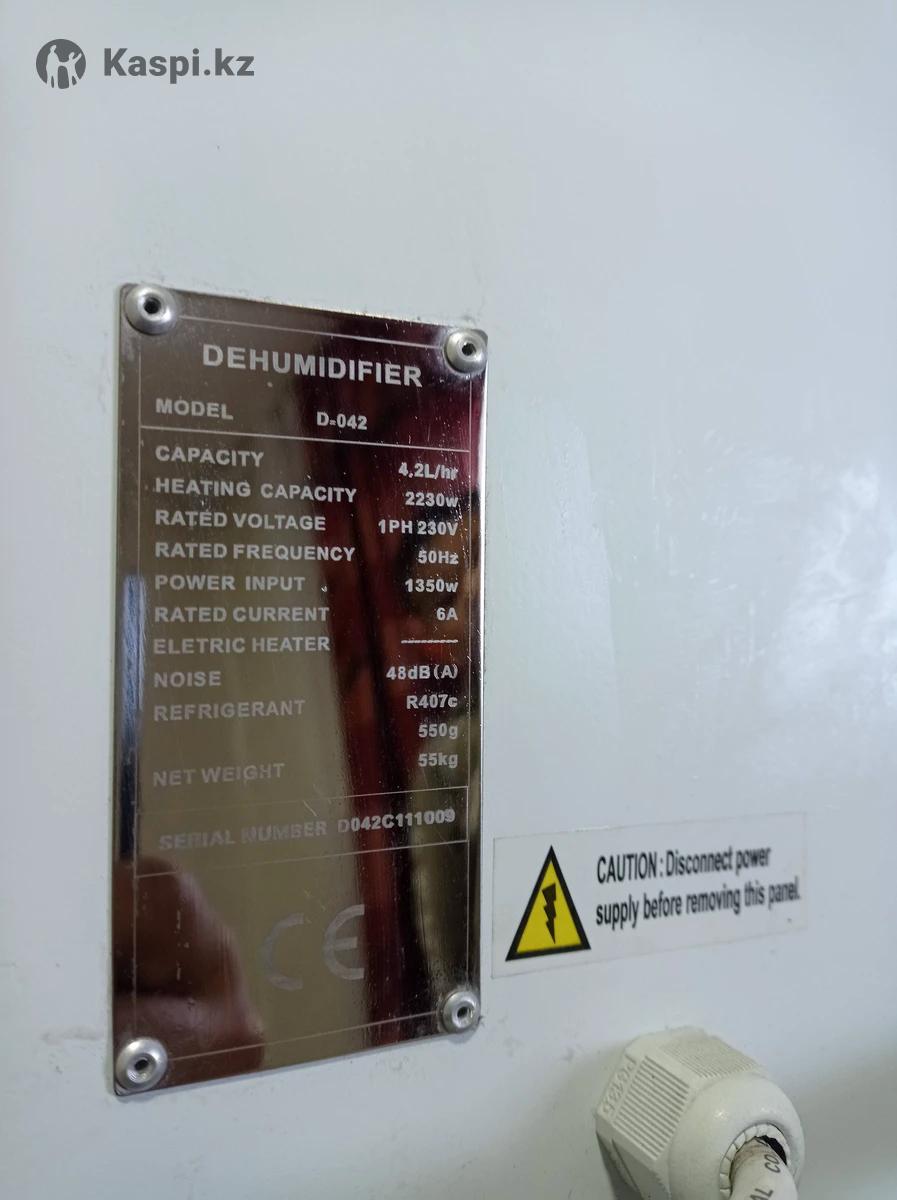 Kaspi.kz
DEHUMIDIFIER
MODEL D-042
CAPACITY 4,2L/hr
HEATING CAPACITY 2230w
RATED VOLTAGE 1PH 230V
RATED FREQUENCY 50Hz
POWER INPUT 1350w
RATED CURRENT 6A
ELETRIC HEATER --------
NOISE 48dB(A)
REFRIGERANT R407c
550g
NET WEIGHT 55kg
SERIAL NUMBER D042C111009
CE
CAUTION : Disconnect power
supply before removing this panel.
PG13.5